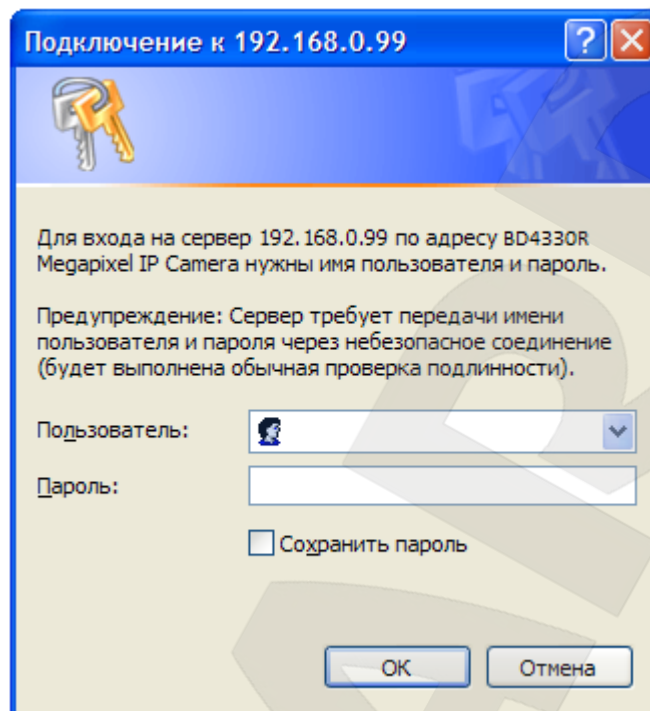 Подключение к 192.168.0.99
Для входа на сервер 192.168.0.99 по адресу BD4330R
Megapixel IP Camera нужны имя пользователя и пароль.
Предупреждение: Сервер требует передачи имени
пользователя и пароля через небезопасное соединение
(будет выполнена обычная проверка подлинности).
Пользователь:
Пароль:
Сохранить пароль
ОК
Отмена